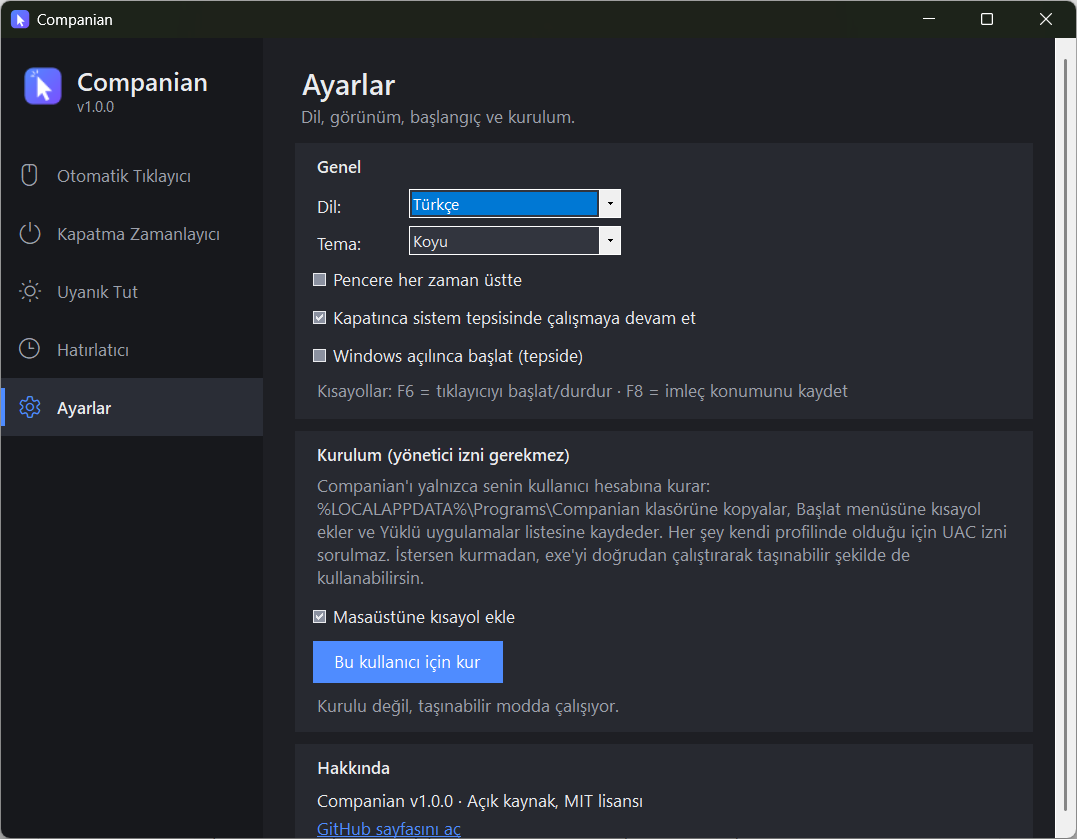 Companian
Companian
v1.0.0
Otomatik Tıklayıcı
Kapatma Zamanlayıcı
Uyanık Tut
Hatırlatıcı
Ayarlar
Ayarlar
Dil, görünüm, başlangıç ve kurulum.
Genel
Dil:
Türkçe
Tema:
Koyu
Pencere her zaman üstte
Kapatınca sistem tepsisinde çalışmaya devam et
Windows açılınca başlat (tepside)
Kısayollar: F6 = tıklayıcıyı başlat/durdur · F8 = imleç konumunu kaydet
Kurulum (yönetici izni gerekmez)
Companian'ı yalnızca senin kullanıcı hesabına kurar:
%LOCALAPPDATA%\Programs\Companian klasörüne kopyalar, Başlat menüsüne kısayol
ekler ve Yüklü uygulamalar listesine kaydeder. Her şey kendi profilinde olduğu için UAC izni
sorulmaz. İstersen kurmadan, exe'yi doğrudan çalıştırarak taşınabilir şekilde de
kullanabilirsin.
Masaüstüne kısayol ekle
Bu kullanıcı için kur
Kurulu değil, taşınabilir modda çalışıyor.
Hakkında
Companian v1.0.0 · Açık kaynak, MIT lisansı
GitHub sayfasını aç